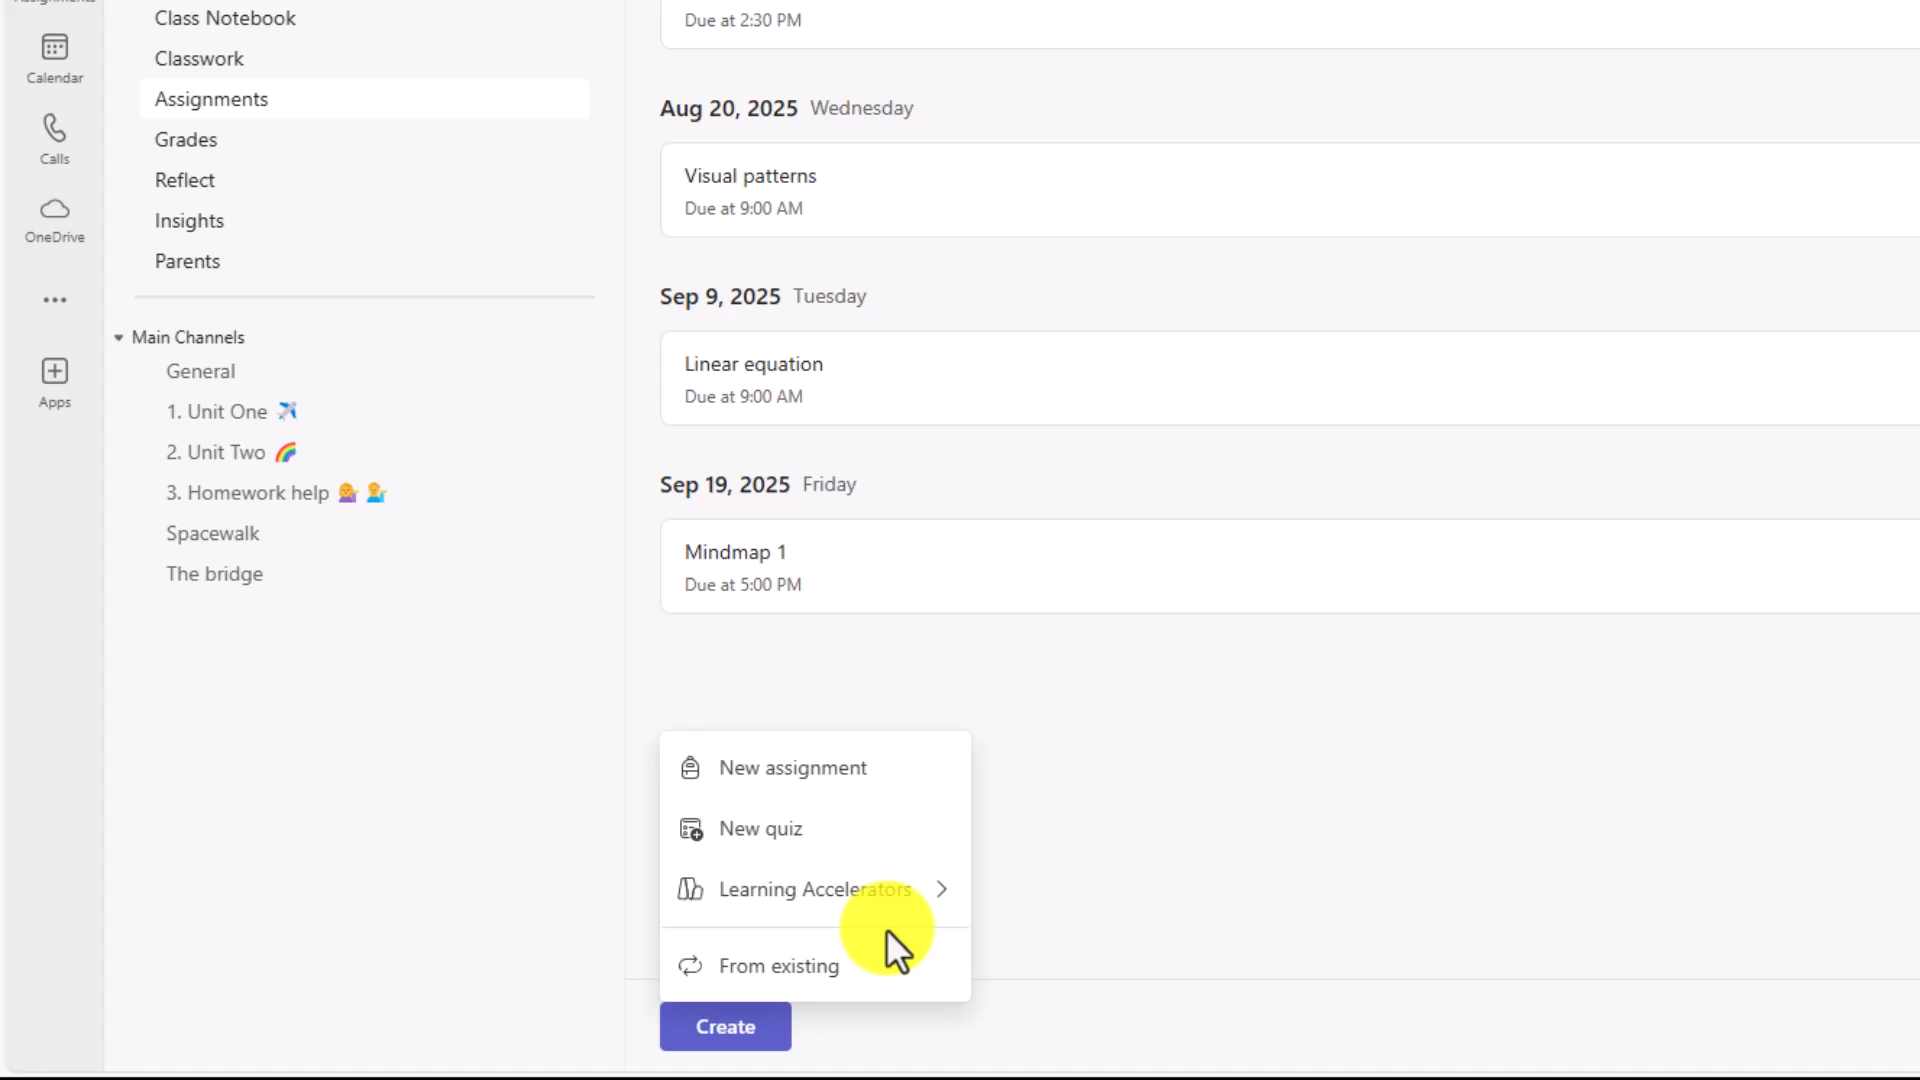 Calendar
Calls
OneDrive
Apps
Class Notebook
Classwork
Assignments
Grades
Reflect
Insights
Parents
Main Channels
General
1. Unit One ✈️
2. Unit Two 🌈
3. Homework help 💁 💁‍♂️
Spacewalk
The bridge
Due at 2:30 PM
Aug 20, 2025 Wednesday
Visual patterns
Due at 9:00 AM
Sep 9, 2025 Tuesday
Linear equation
Due at 9:00 AM
Sep 19, 2025 Friday
Mindmap 1
Due at 5:00 PM
New assignment
New quiz
Learning Accelerators
From existing
Create